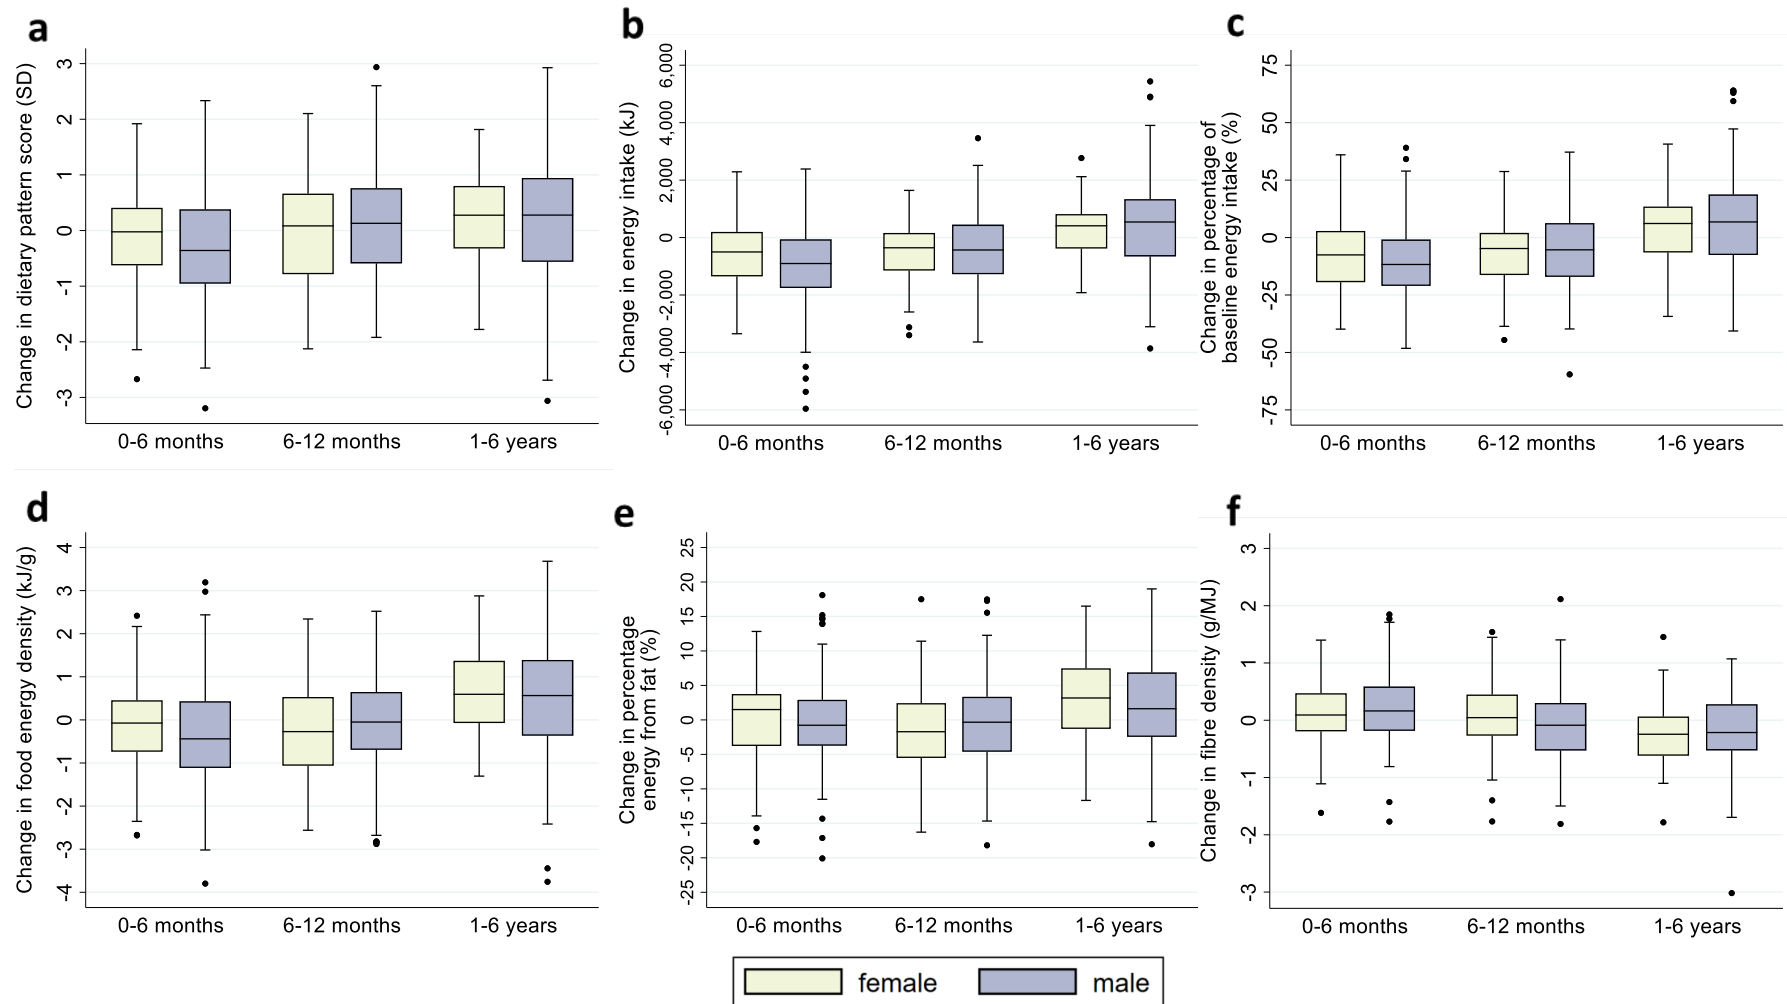 a
Change in dietary pattern score (SD)
3
2
1
0
-1
-2
-3
0-6 months
6-12 months
1-6 years
b
Change in energy intake (kJ)
6,000
4,000
2,000
0
-2,000
-4,000
-6,000
0-6 months
6-12 months
1-6 years
c
Change in percentage of
baseline energy intake (%)
75
50
25
0
-25
-50
-75
0-6 months
6-12 months
1-6 years
d
Change in food energy density (kJ/g)
4
3
2
1
0
-1
-2
-3
-4
0-6 months
6-12 months
1-6 years
e
Change in percentage
energy from fat (%)
25
20
15
10
5
0
-5
-10
-15
-20
-25
0-6 months
6-12 months
1-6 years
f
Change in fibre density (g/MJ)
3
2
1
0
-1
-2
-3
0-6 months
6-12 months
1-6 years
female
male